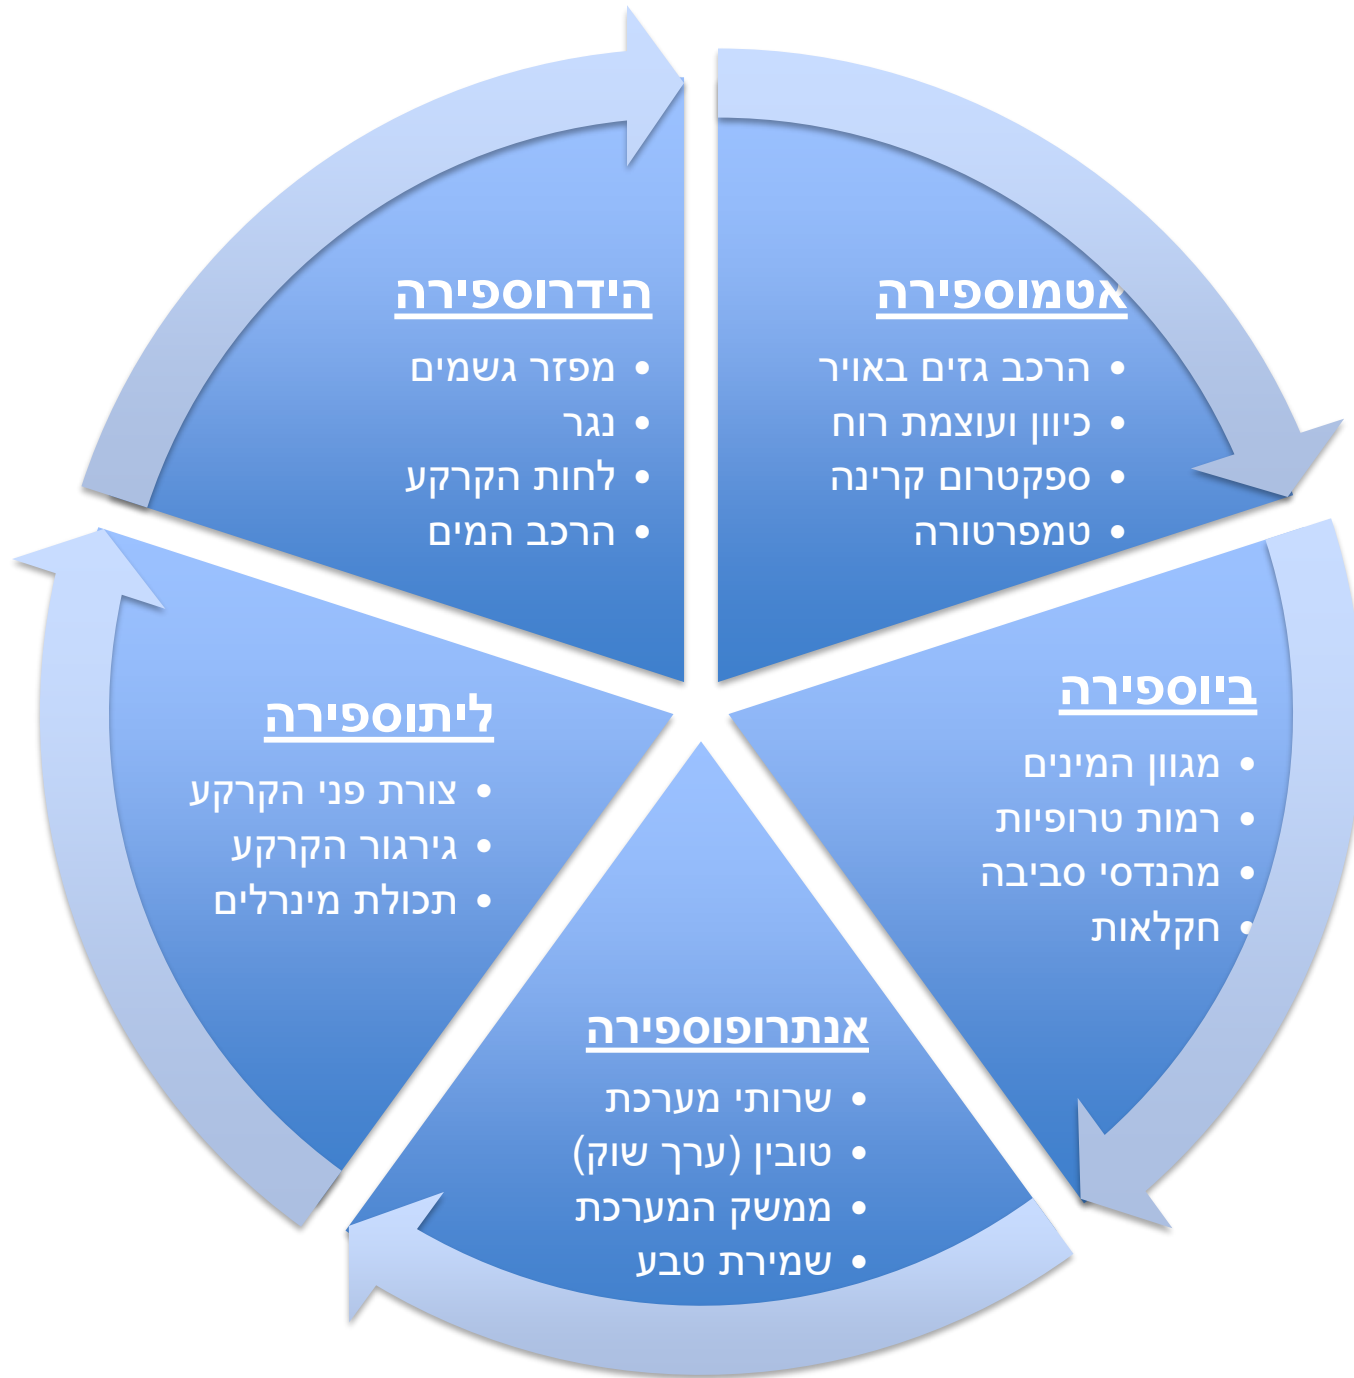 אטמוספירה
• הרכב גזים באויר
• כיוון ועוצמת רוח
• ספקטרום קרינה
• טמפרטורה
ביוספירה
• מגוון המינים
• רמות טרופיות
• מהנדסי סביבה
• חקלאות
אנתרופוספירה
• שרותי מערכת
• טובין (ערך שוק)
• ממשק המערכת
• שמירת טבע
ליתוספירה
• צורת פני הקרקע
• גירגור הקרקע
• תכולת מינרלים
הידרוספירה
• מפזר גשמים
• נגר
• לחות הקרקע
• הרכב המים